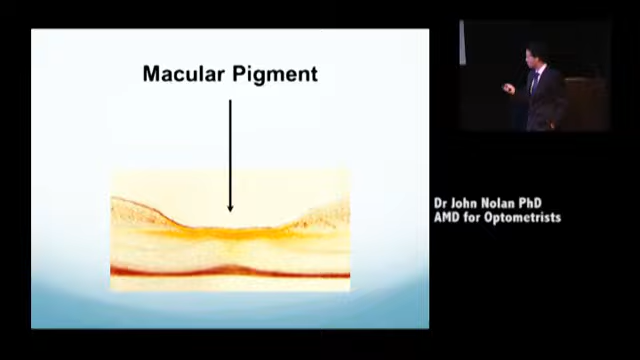 Macular Pigment
Dr John Nolan PhD
AMD for Optometrists